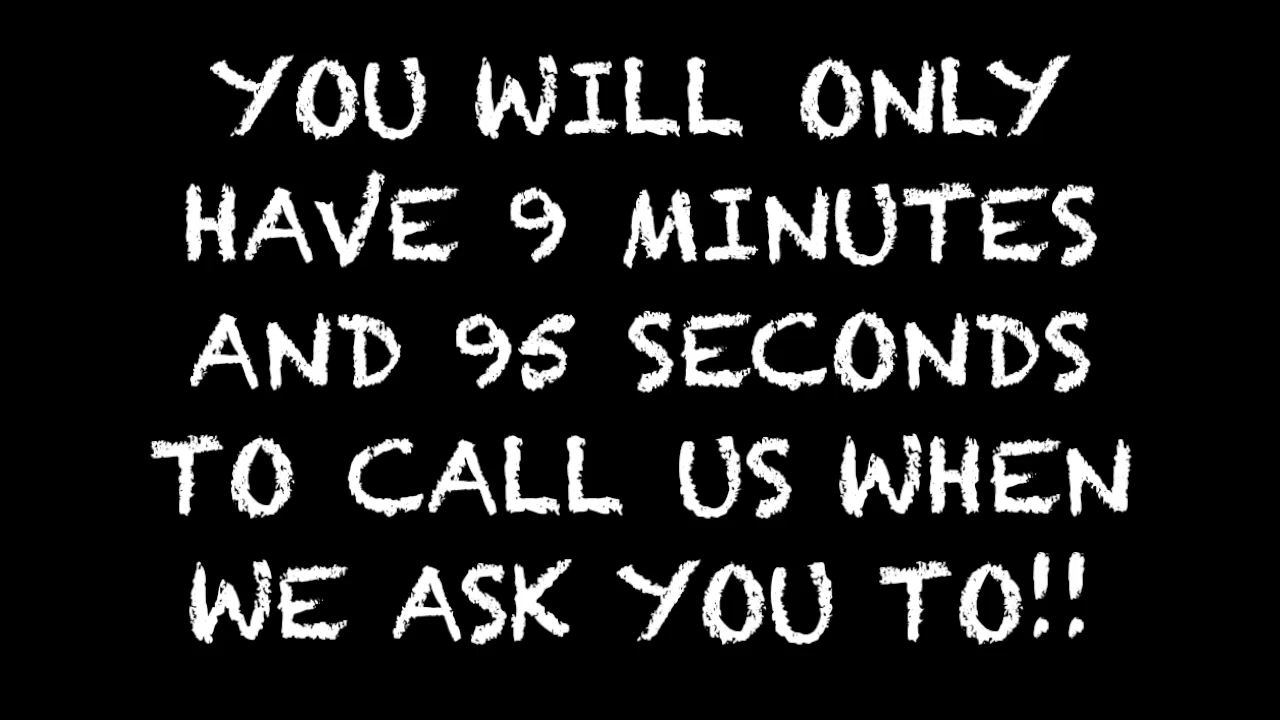 YOU WILL ONLY
HAVE 9 MINUTES
AND 95 SECONDS
TO CALL US WHEN
WE ASK YOU TO!!